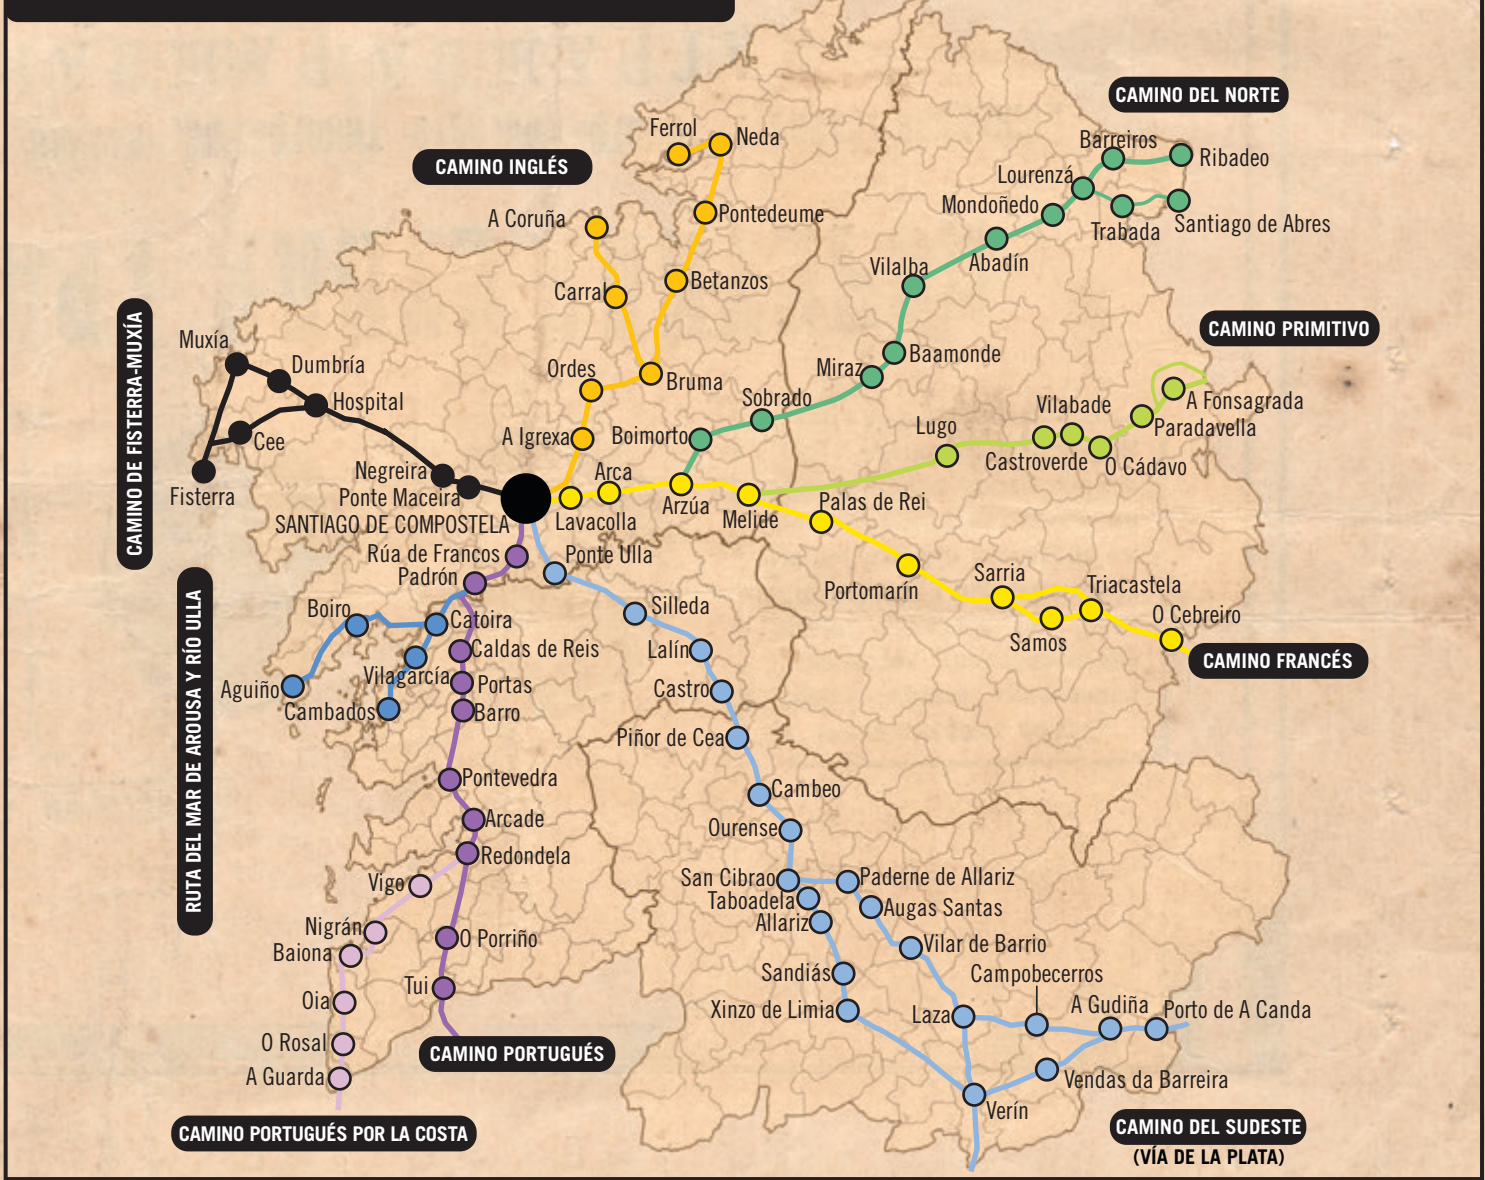 CAMINO DEL NORTE
Ferrol
Neda
Barreiros
Ribadeo
CAMINO INGLÉS
Lourenzá
A Coruña
Pontedeume
Mondoñedo
Trabada
Santiago de Abres
Abadín
Vilalba
Carral
Betanzos
CAMINO DE FISTERRA-MUXÍA
CAMINO PRIMITIVO
Muxía
Dumbría
Baamonde
Miraz
Ordes
Bruma
Hospital
Sobrado
A Fonsagrada
Vilabade
Paradavella
Lugo
Cee
A Igrexa
Boimorto
Castroverde
O Cádavo
Negreira
Arca
Fisterra
Ponte Maceira
Palas de Rei
SANTIAGO DE COMPOSTELA
Lavacolla
Arzúa
Melide
Rúa de Francos
Ponte Ulla
Padrón
Portomarín
Sarria
Triacastela
RUTA DEL MAR DE AROUSA Y RÍO ULLA
Boiro
Catoira
Silleda
O Cebreiro
Samos
Caldas de Reis
Lalín
CAMINO FRANCÉS
Vilagarcía
Portas
Aguiño
Castro
Cambados
Barro
Piñor de Cea
Pontevedra
Cambeo
Arcade
Ourense
Redondela
Vigo
San Cibrao
Paderne de Allariz
Taboadela
Augas Santas
Allariz
Nigrán
O Porriño
Vilar de Barrio
Baiona
Sandiás
Campobecerros
Tui
Oia
Xinzo de Limia
Laza
A Gudiña
Porto de A Canda
O Rosal
CAMINO PORTUGUÉS
A Guarda
Vendas da Barreira
Verín
CAMINO PORTUGUÉS POR LA COSTA
CAMINO DEL SUDESTE
(VÍA DE LA PLATA)